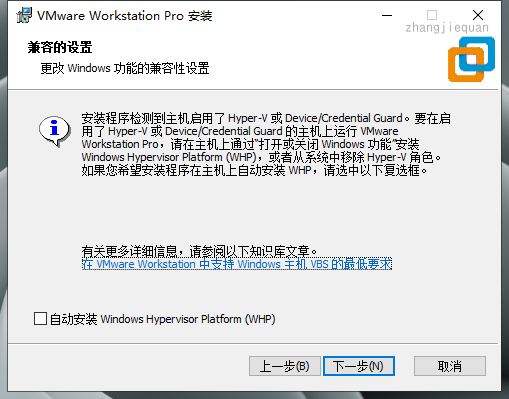 VMware Workstation Pro 安装
zhangjiequan
兼容的设置
更改 Windows 功能的兼容性设置
安装程序检测到主机启用了 Hyper-V 或 Device/Credential Guard。要在启
用了 Hyper-V 或 Device/Credential Guard 的主机上运行 VMware
Workstation Pro，请在主机上通过“打开或关闭 Windows 功能”安装
Windows Hypervisor Platform (WHP)，或者从系统中移除 Hyper-V 角色。
如果您希望安装程序在主机上自动安装 WHP，请选中以下复选框。
有关更多详细信息，请参阅以下知识库文章。
在 VMware Workstation 中支持 Windows 主机 VBS 的最低要求
自动安装 Windows Hypervisor Platform (WHP)
上一步(B)
下一步(N)
取消